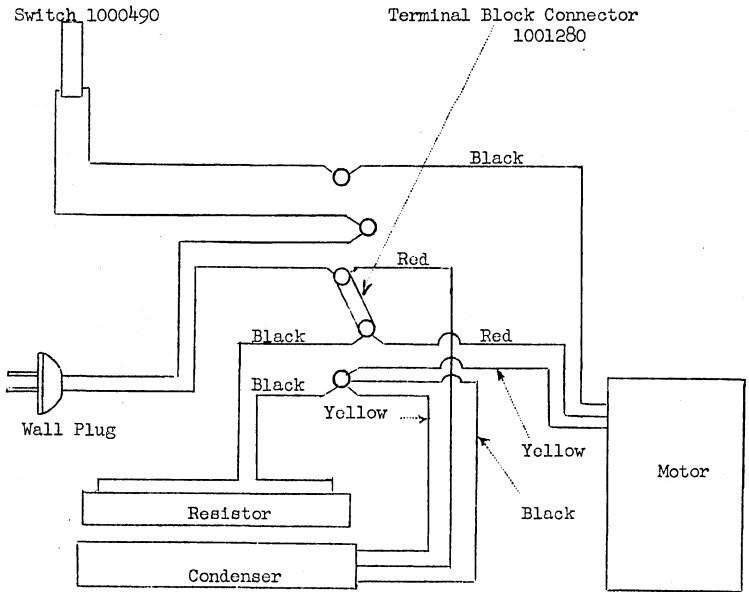 Switch 1000490
Terminal Block Connector
1001280
Black
Red
Black
Red
Black
Yellow
Wall Plug
Yellow
Motor
Resistor
Black
Condenser